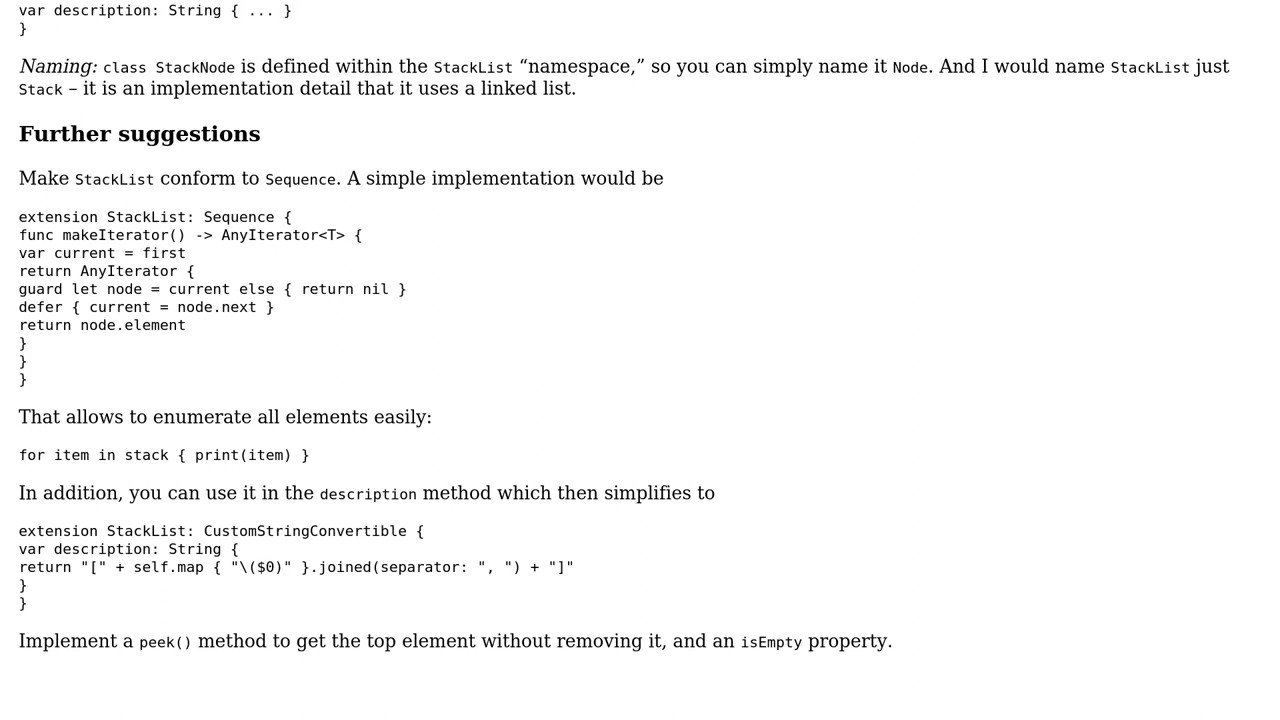 var description: String { ... }
}
Naming: class StackNode is defined within the StackList “namespace,” so you can simply name it Node. And I would name StackList just
Stack – it is an implementation detail that it uses a linked list.
Further suggestions
Make StackList conform to Sequence. A simple implementation would be
extension StackList: Sequence {
func makeIterator() -> AnyIterator<T> {
var current = first
return AnyIterator {
guard let node = current else { return nil }
defer { current = node.next }
return node.element
}
}
}
That allows to enumerate all elements easily:
for item in stack { print(item) }
In addition, you can use it in the description method which then simplifies to
extension StackList: CustomStringConvertible {
var description: String {
return "[" + self.map { "\($0)" }.joined(separator: ", ") + "]"
}
}
Implement a peek() method to get the top element without removing it, and an isEmpty property.